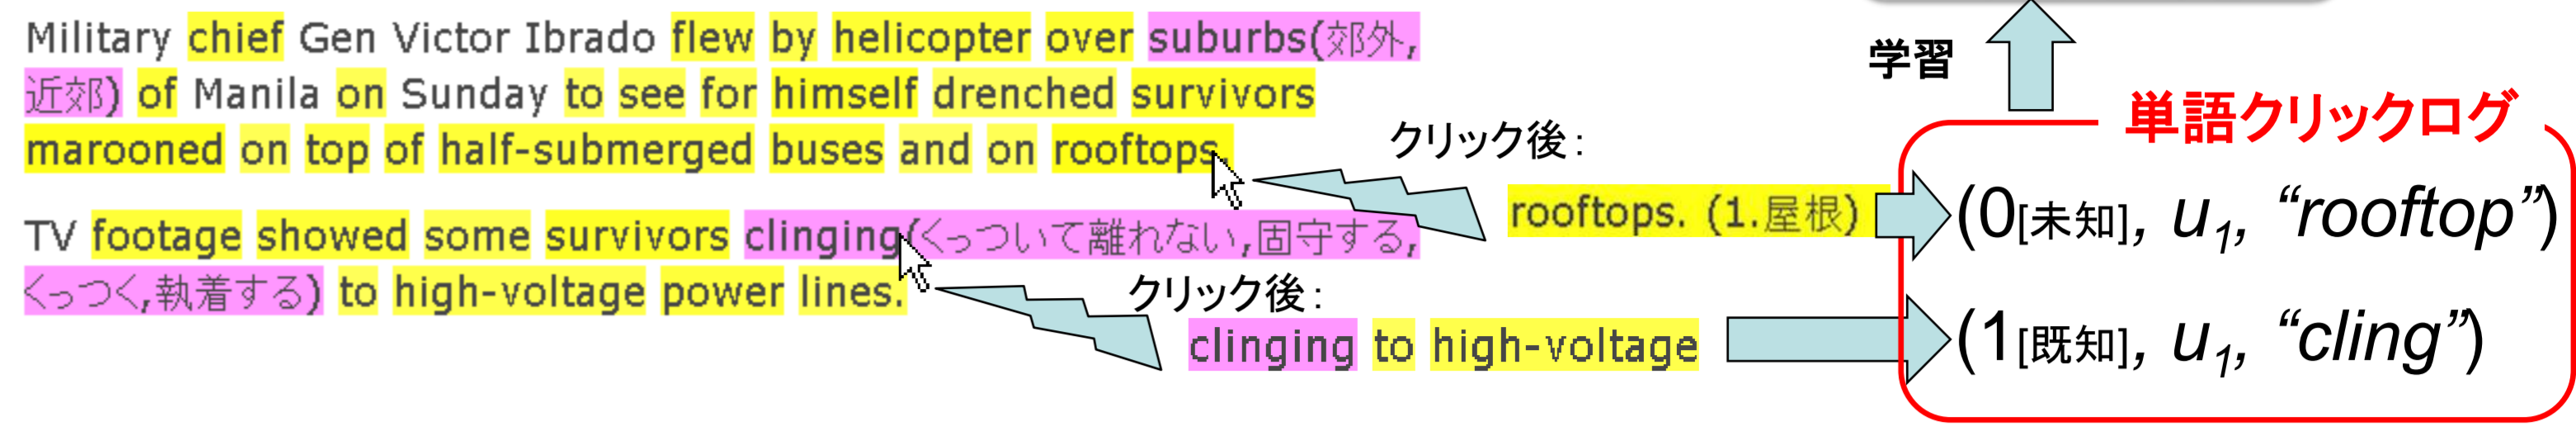 Military chief Gen Victor Ibrado flew by helicopter over suburbs(郊外,
近郊) of Manila on Sunday to see for himself drenched survivors
marooned on top of half-submerged buses and on rooftops.
TV footage showed some survivors clinging(くっついて離れない,固守する,
くっつく,執着する) to high-voltage power lines.
クリック後:
rooftops. (1.屋根)
クリック後:
clinging to high-voltage
学習
単語クリックログ
(0[未知], u1, “rooftop”)
(1[既知], u1, “cling”)